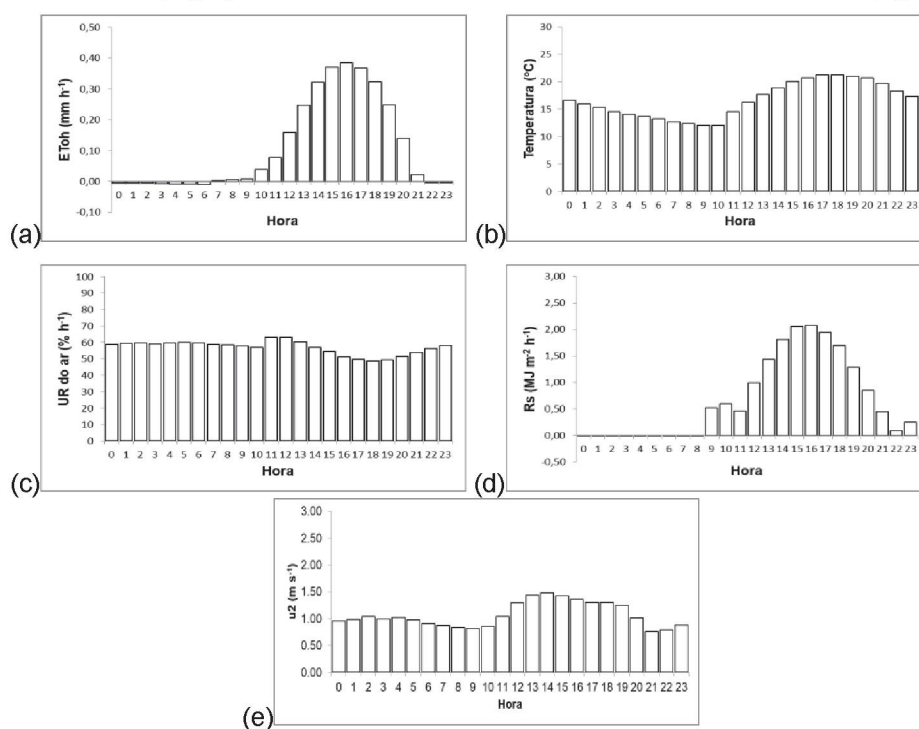 0,50
0,40
0,30
0,20
0,10
0,00
-0,10
EToh (mm h⁻¹)
0 1 2 3 4 5 6 7 8 9 10 11 12 13 14 15 16 17 18 19 20 21 22 23
Hora
(a)
30
25
20
15
10
5
0
Temperatura (°C)
0 1 2 3 4 5 6 7 8 9 10 11 12 13 14 15 16 17 18 19 20 21 22 23
Hora
(b)
100
90
80
70
60
50
40
30
20
10
0
UR do ar (% h⁻¹)
0 1 2 3 4 5 6 7 8 9 10 11 12 13 14 15 16 17 18 19 20 21 22 23
Hora
(c)
3,00
2,50
2,00
1,50
1,00
0,50
0,00
-0,50
Rs (MJ m⁻² h⁻¹)
0 1 2 3 4 5 6 7 8 9 10 11 12 13 14 15 16 17 18 19 20 21 22 23
Hora
(d)
3.00
2.50
2.00
1.50
1.00
0.50
0.00
u2 (m s⁻¹)
0 1 2 3 4 5 6 7 8 9 10 11 12 13 14 15 16 17 18 19 20 21 22 23
Hora
(e)